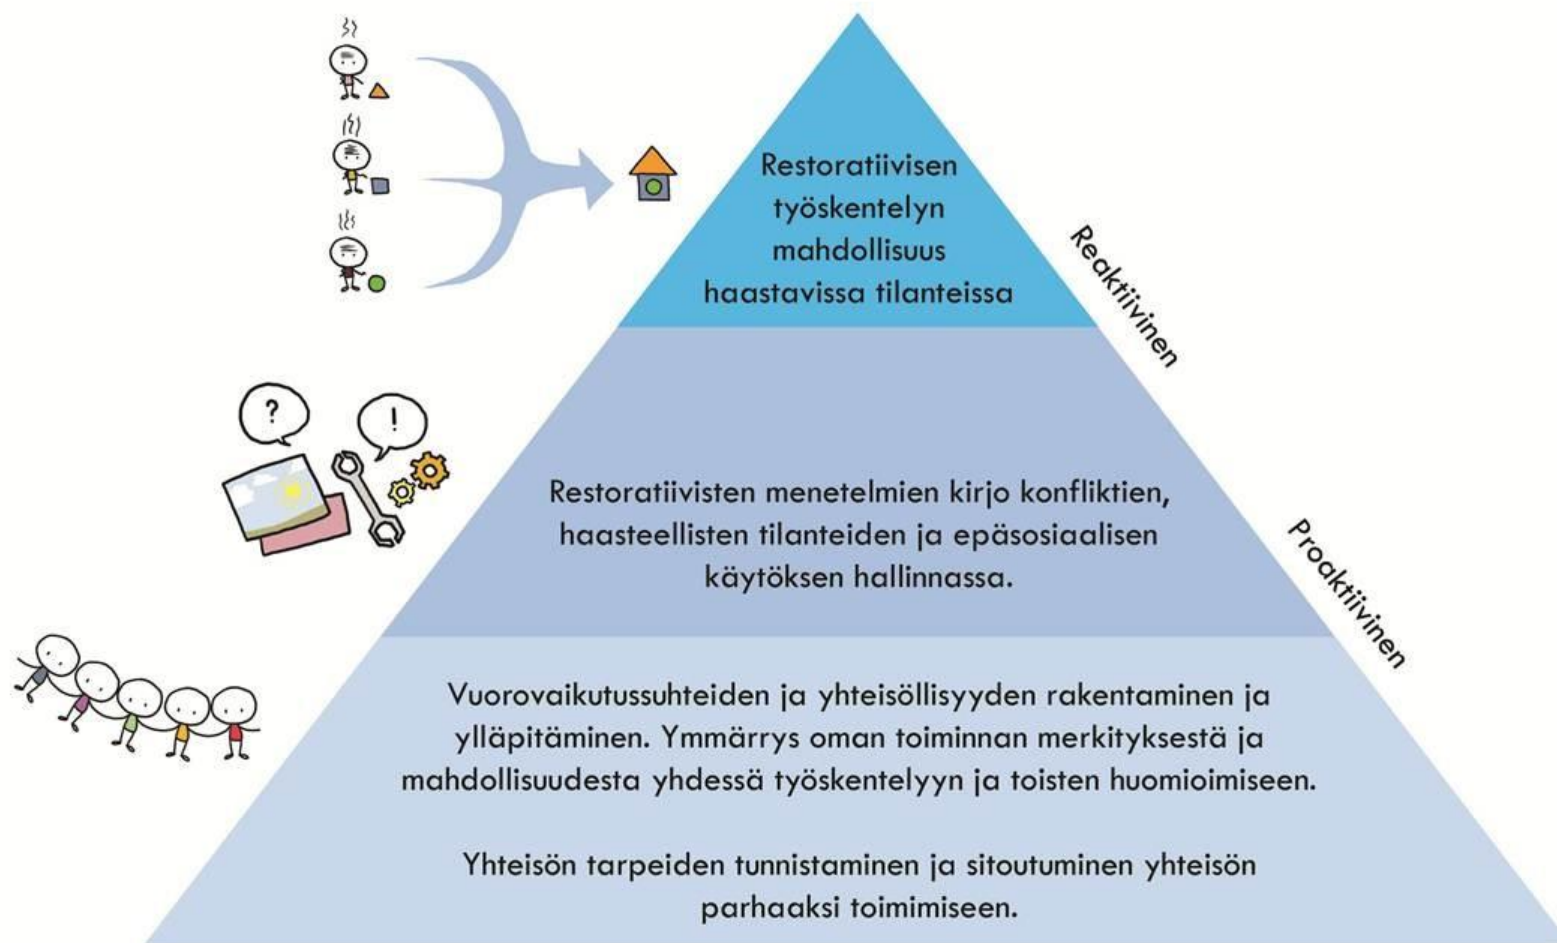 Restoratiivisen
työskentelyn
mahdollisuus
haastavissa tilanteissa
Reaktiivinen
?
!
Restoratiivisten menetelmien kirjo konfliktien,
haasteellisten tilanteiden ja epäsosiaalisen
käytöksen hallinnassa.
Proaktiivinen
Vuorovaikutussuhteiden ja yhteisöllisyyden rakentaminen ja
ylläpitäminen. Ymmärrys oman toiminnan merkityksestä ja
mahdollisuudesta yhdessä työskentelyyn ja toisten huomioimiseen.
Yhteisön tarpeiden tunnistaminen ja sitoutuminen yhteisön
parhaaksi toimimiseen.